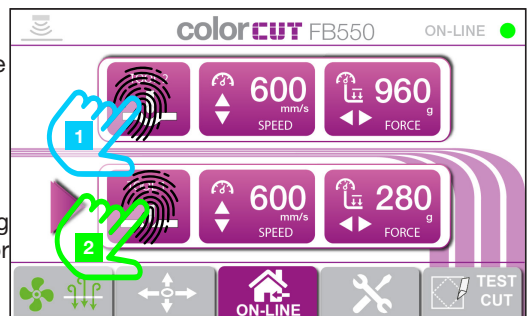 colorCUT FB550
ON-LINE
600
mm/s
SPEED
960
g
FORCE
1
600
mm/s
SPEED
280
g
FORCE
2
ON-LINE
TEST
CUT
e
g
or